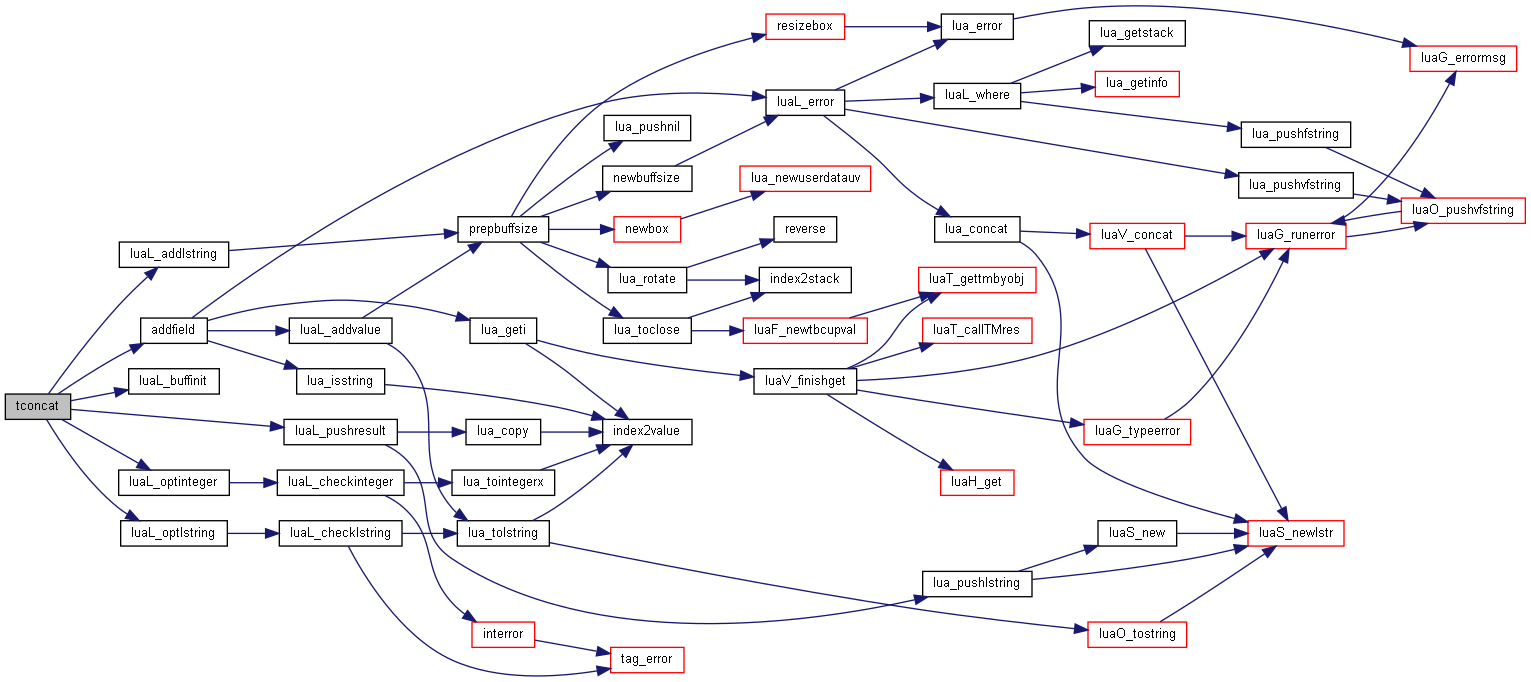 resizebox
lua_error
lua_getstack
luaG_errormsg
lua_getinfo
luaL_error
luaL_where
lua_pushnil
lua_pushfstring
newbuffsize
lua_newuserdatauv
lua_pushvfstring
luaO_pushvfstring
prepbuffsize
newbox
reverse
lua_concat
luaV_concat
luaG_runerror
luaL_addlstring
lua_rotate
index2stack
luaT_gettmbyobj
addfield
luaL_addvalue
lua_geti
lua_toclose
luaF_newtbcupval
luaT_callTMres
luaL_buffinit
lua_isstring
luaV_finishget
tconcat
luaL_pushresult
lua_copy
index2value
luaG_typeerror
luaL_optinteger
luaL_checkinteger
lua_tointegerx
luaH_get
luaL_optlstring
luaL_checklstring
lua_tolstring
luaS_new
luaS_newlstr
lua_pushlstring
interror
luaO_tostring
tag_error